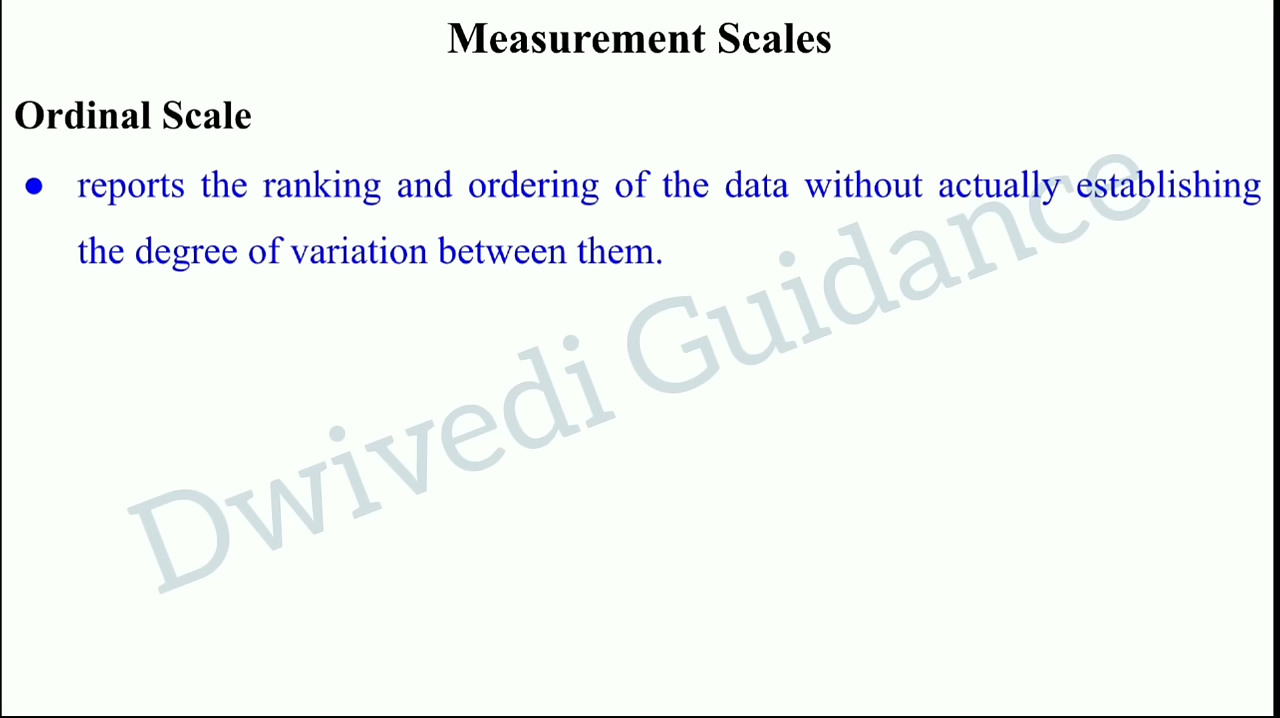 Measurement Scales
Ordinal Scale
● reports the ranking and ordering of the data without actually establishing
the degree of variation between them.
Dwivedi Guidance